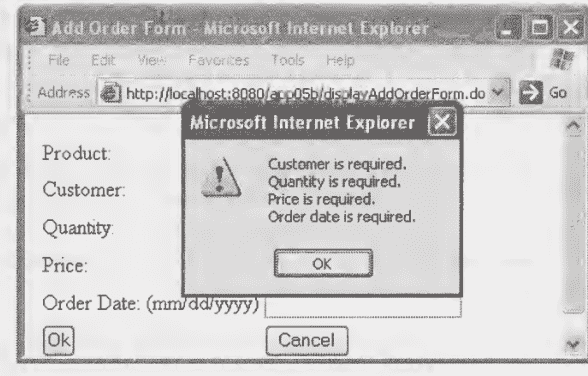 Add Order Form - Microsoft Internet Explorer
File Edit View Favorites Tools Help
Address http://localhost:8080/app05b/displayAddOrderForm.do Go
Microsoft Internet Explorer
Customer is required.
Quantity is required.
Price is required.
Order date is required.
OK
Product:
Customer:
Quantity:
Price:
Order Date: (mm/dd/yyyy)
Ok Cancel